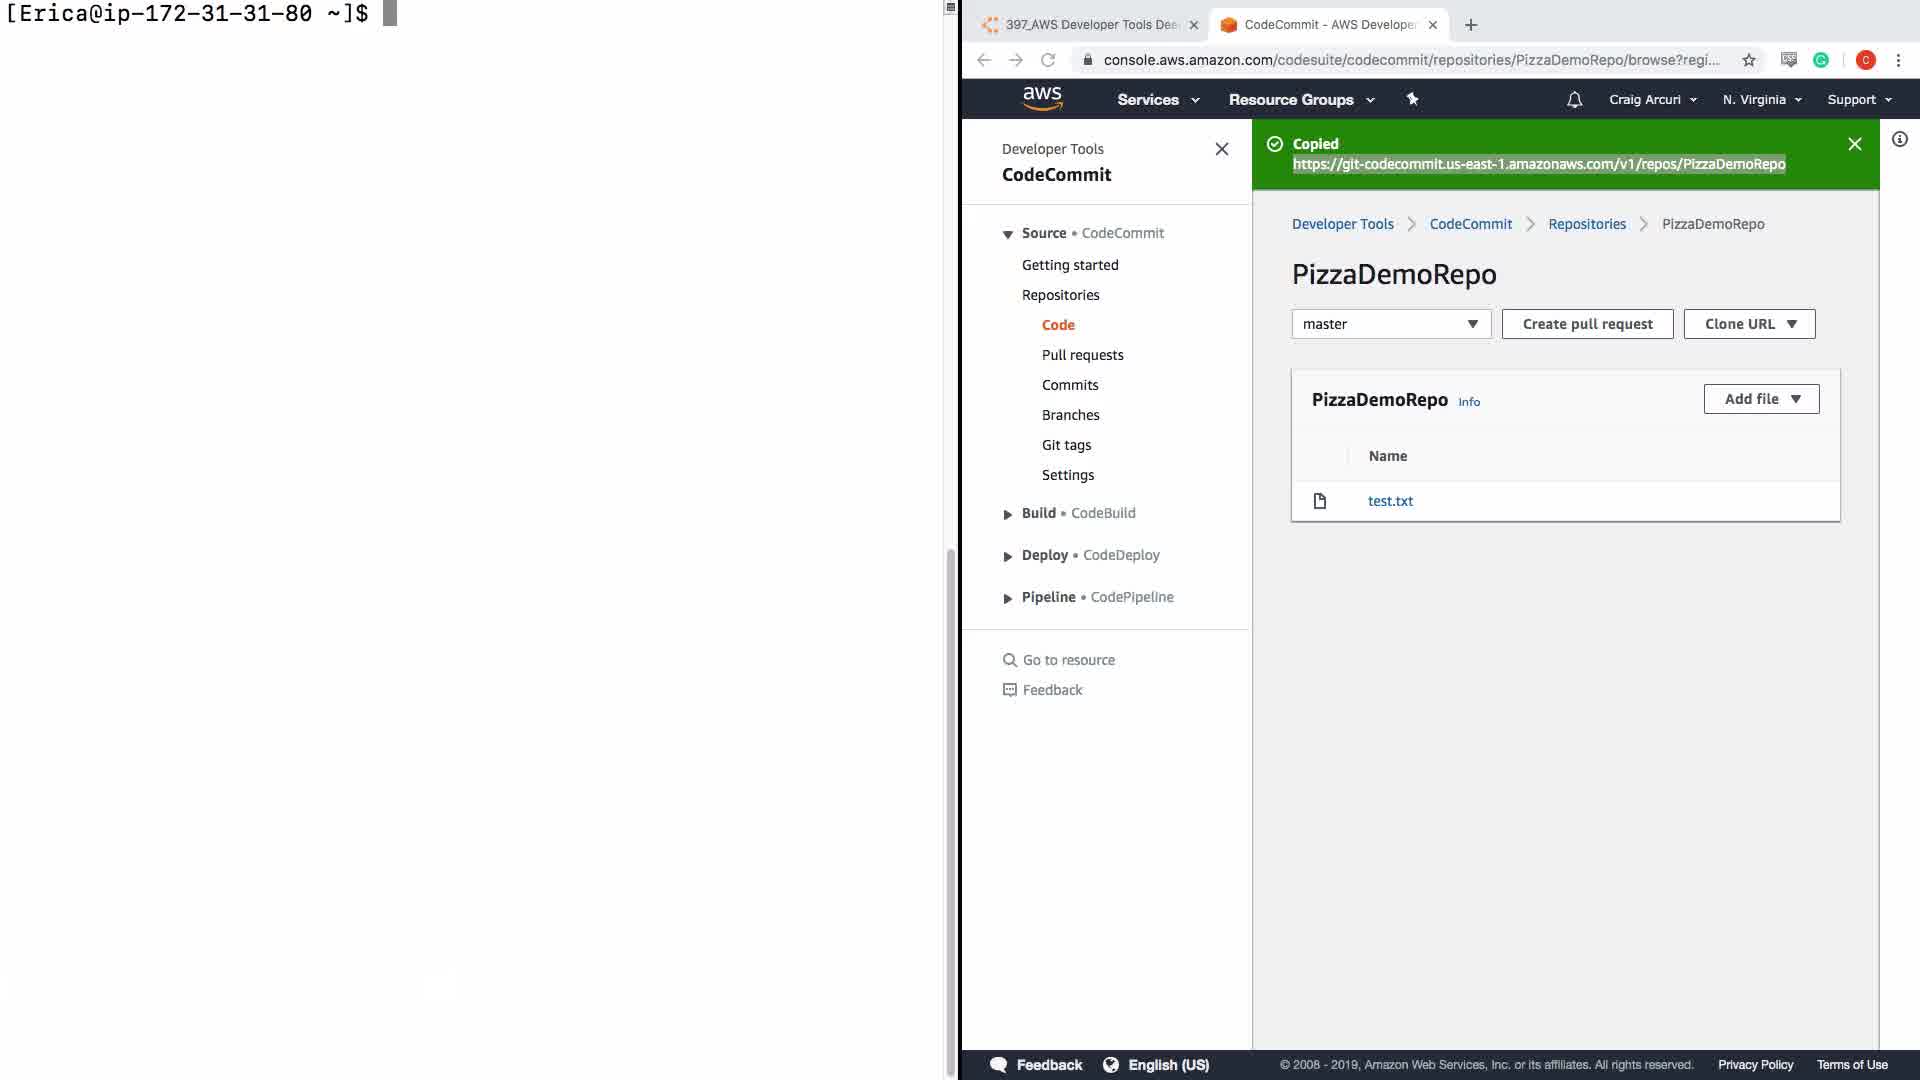 [Erica@ip-172-31-31-80 ~]$
397_AWS Developer Tools Dee
CodeCommit - AWS Developer
console.aws.amazon.com/codesuite/codecommit/repositories/PizzaDemoRepo/browse?regi...
C
aws
Services
Resource Groups
Craig Arcuri
N. Virginia
Support
Developer Tools
CodeCommit
Source • CodeCommit
Getting started
Repositories
Code
Pull requests
Commits
Branches
Git tags
Settings
Build • CodeBuild
Deploy • CodeDeploy
Pipeline • CodePipeline
Go to resource
Feedback
Copied
https://git-codecommit.us-east-1.amazonaws.com/v1/repos/PizzaDemoRepo
Developer Tools
CodeCommit
Repositories
PizzaDemoRepo
PizzaDemoRepo
master
Create pull request
Clone URL
PizzaDemoRepo Info
Add file
Name
test.txt
Feedback
English (US)
© 2008 - 2019, Amazon Web Services, Inc. or its affiliates. All rights reserved.
Privacy Policy
Terms of Use